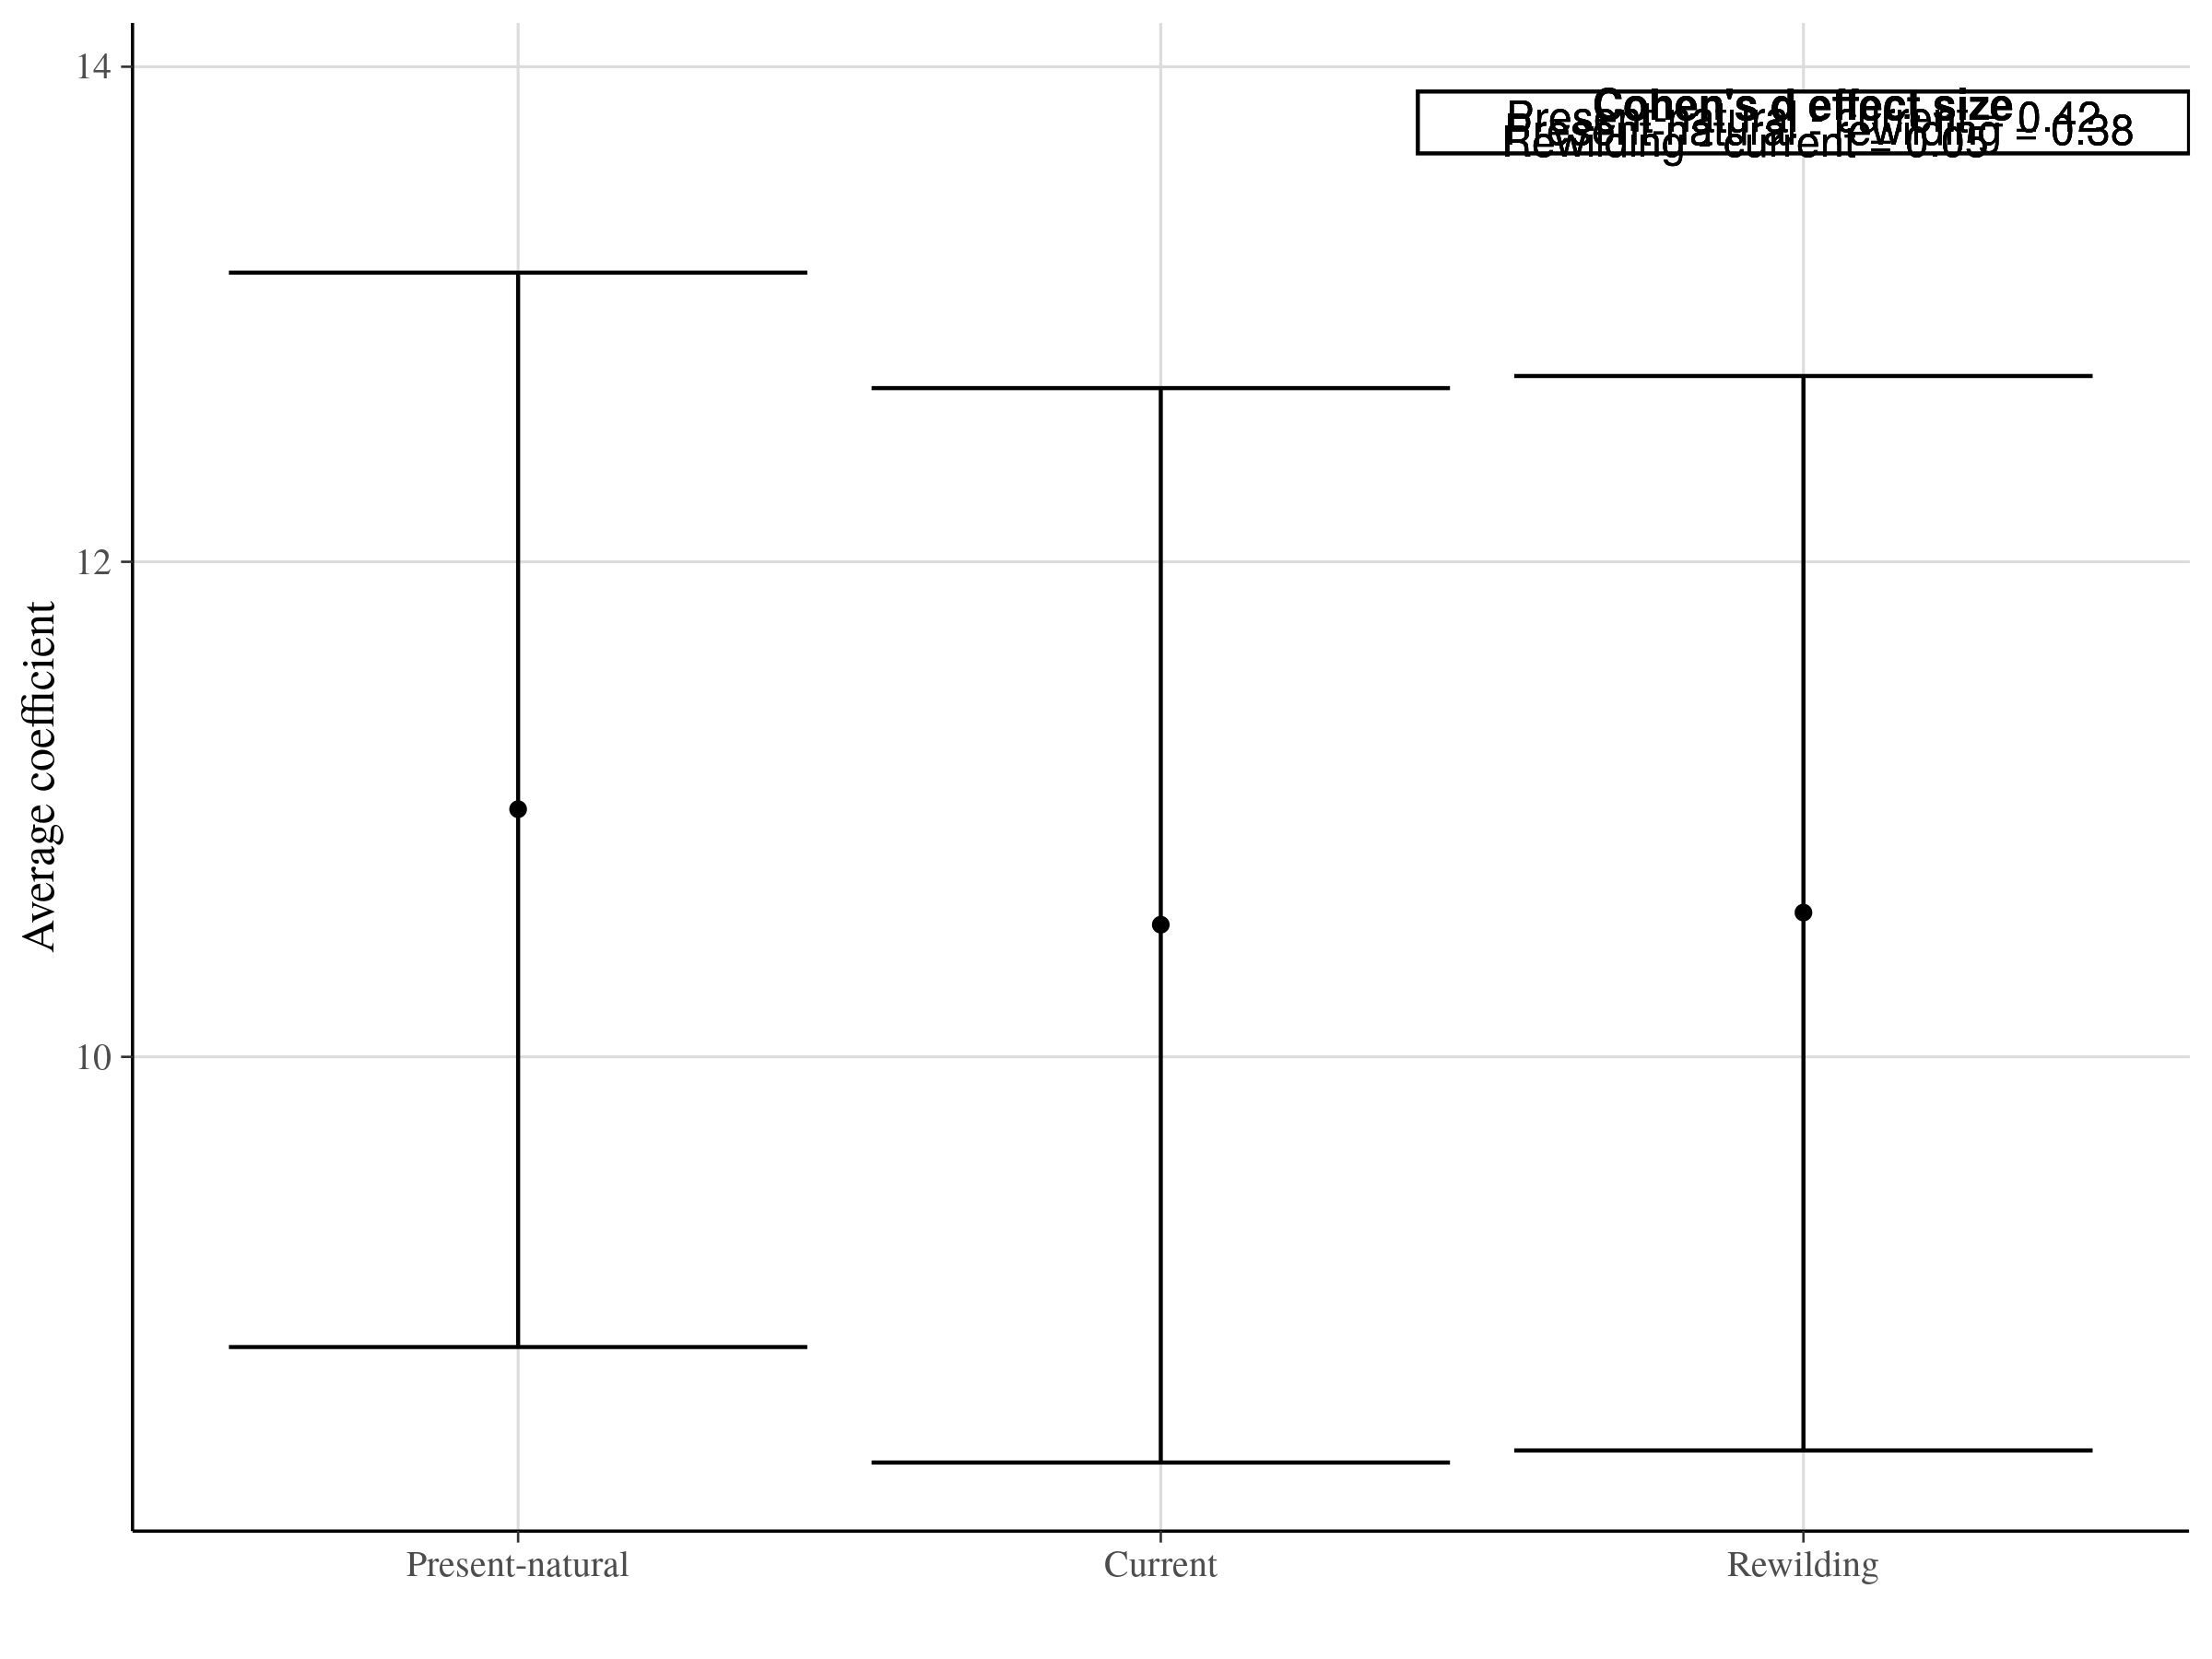 14
Cohen's d effect size
Present-natural - current = 0.42
Present-natural - rewilding = 0.38
Rewilding - current = 0.05
12
10
Average coefficient
Present-natural
Current
Rewilding